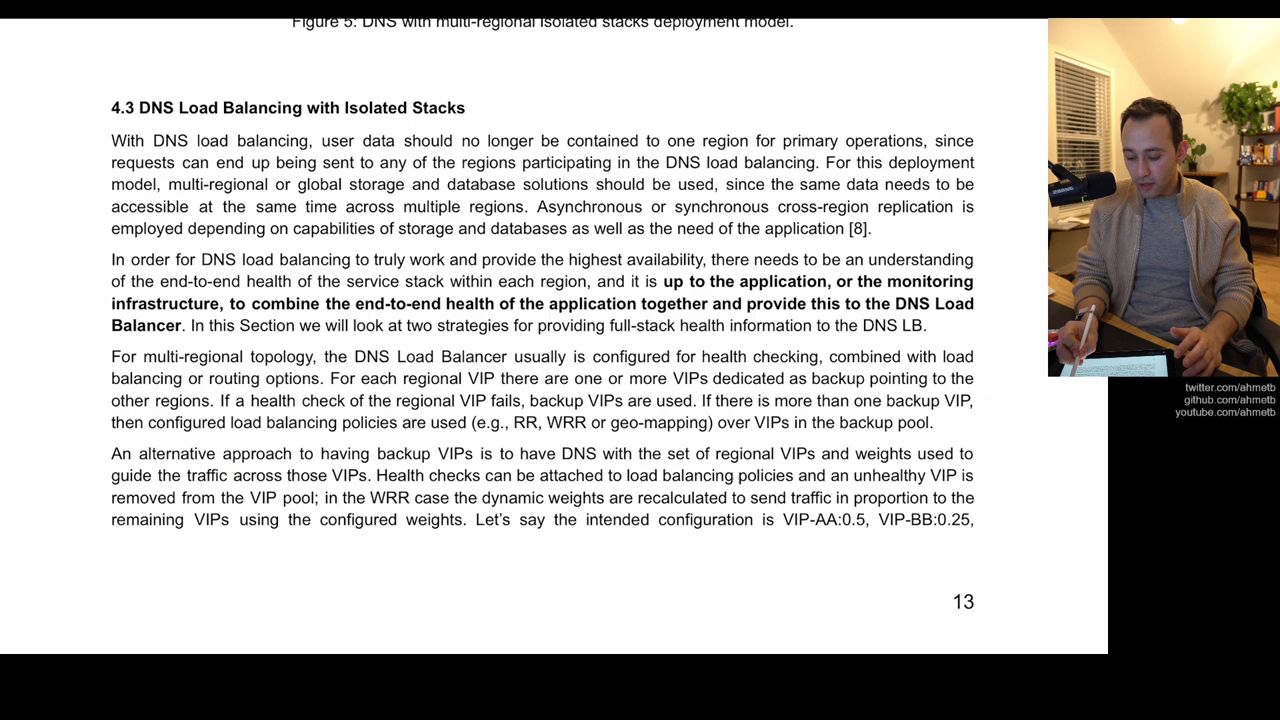 Figure 5: DNS with multi-regional isolated stacks deployment model.
4.3 DNS Load Balancing with Isolated Stacks
With DNS load balancing, user data should no longer be contained to one region for primary operations, since
requests can end up being sent to any of the regions participating in the DNS load balancing. For this deployment
model, multi-regional or global storage and database solutions should be used, since the same data needs to be
accessible at the same time across multiple regions. Asynchronous or synchronous cross-region replication is
employed depending on capabilities of storage and databases as well as the need of the application [8].
In order for DNS load balancing to truly work and provide the highest availability, there needs to be an understanding
of the end-to-end health of the service stack within each region, and it is up to the application, or the monitoring
infrastructure, to combine the end-to-end health of the application together and provide this to the DNS Load
Balancer. In this Section we will look at two strategies for providing full-stack health information to the DNS LB.
For multi-regional topology, the DNS Load Balancer usually is configured for health checking, combined with load
balancing or routing options. For each regional VIP there are one or more VIPs dedicated as backup pointing to the
other regions. If a health check of the regional VIP fails, backup VIPs are used. If there is more than one backup VIP,
then configured load balancing policies are used (e.g., RR, WRR or geo-mapping) over VIPs in the backup pool.
An alternative approach to having backup VIPs is to have DNS with the set of regional VIPs and weights used to
guide the traffic across those VIPs. Health checks can be attached to load balancing policies and an unhealthy VIP is
removed from the VIP pool; in the WRR case the dynamic weights are recalculated to send traffic in proportion to the
remaining VIPs using the configured weights. Let's say the intended configuration is VIP-AA:0.5, VIP-BB:0.25,
13
twitter.com/ahmetb
github.com/ahmetb
youtube.com/ahmetb